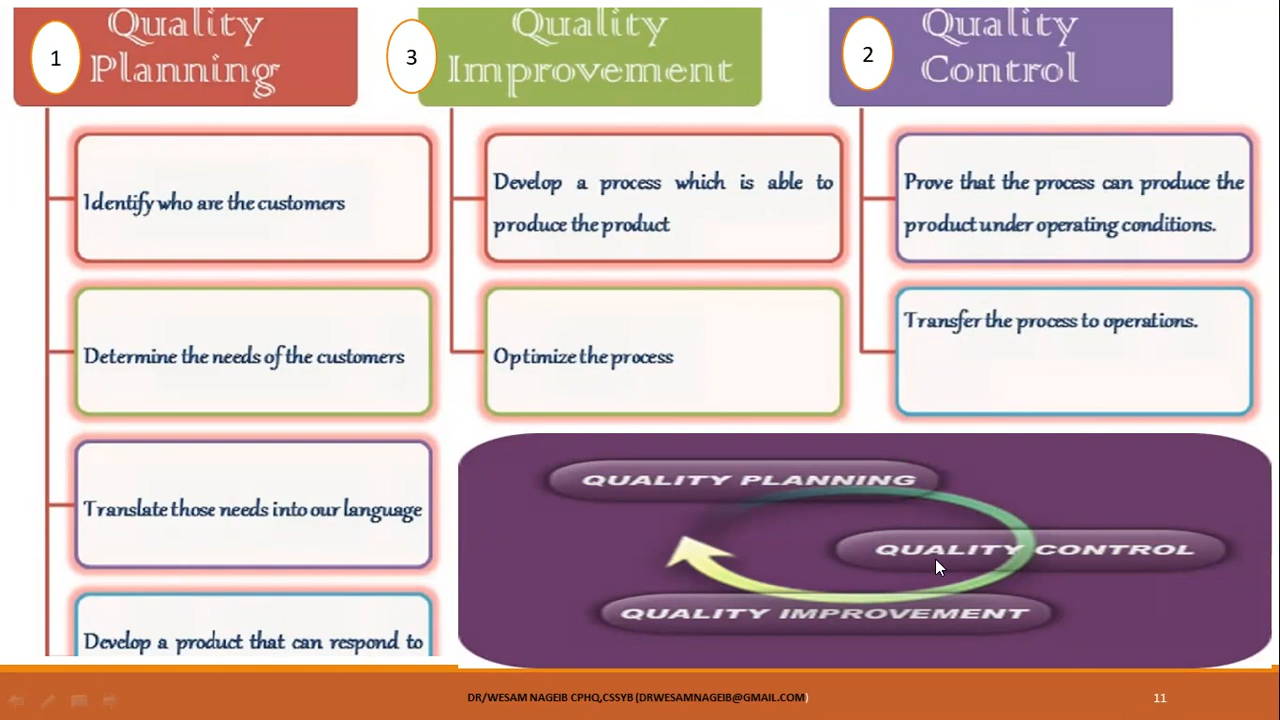 1
Quality
Planning
Identify who are the customers
Determine the needs of the customers
Translate those needs into our language
Develop a product that can respond to
3
Quality
Improvement
Develop a process which is able to
produce the product
Optimize the process
2
Quality
Control
Prove that the process can produce the
product under operating conditions.
Transfer the process to operations.
QUALITY PLANNING
QUALITY CONTROL
QUALITY IMPROVEMENT
DR/WESAM NAGEIB CPHQ,CSSYB (DRWESAMNAGEIB@GMAIL.COM)
11